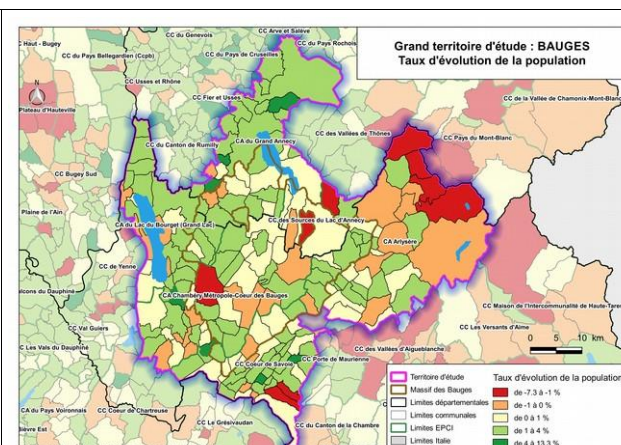 Grand territoire d'étude : BAUGES
Taux d'évolution de la population
CC du Genevois
CC Arve et Salève
CC du Pays Rochois
CC Haut - Bugey
CC du Pays Bellegardien (Ccpb)
CC du Pays de Cruseilles
CC Usses et Rhône
N
CC Fier et Usses
CC de la Vallée de Chamonix-Mont-Blanc
Plateau d'Hauteville
CC des Vallées de Thônes
CC Pays du Mont-Blanc
CC du Canton de Rumilly
CA du Grand Annecy
CC Bugey Sud
Plaine de l'Ain
CA du Lac du Bourget (Grand Lac)
CC des Sources du Lac d'Annecy
CA Arlysère
CC de Yenne
CA Chambéry Métropole-Coeur des Bauges
CC Maison de l'Intercommunalité de Haute-Taren
CC Val Guiers
CC Les Versants d'Aime
0 5 10 km
CC Les Vals du Dauphiné
CC des Vallées d'Aigueblanche
CC Coeur de Savoie
CC Porte de Maurienne
CA du Pays Voironnais
CC Coeur de Chartreuse
CC Le Grésivaudan
CC du Canton de la Chambre
Territoire d'étude
Massif des Bauges
Limites départementales
Limites communales
Limites EPCI
Limites Italie
Taux d'évolution de la population
de -7.3 à -1 %
de -1 à 0 %
de 0 à 1 %
de 1 à 4 %
de 4 à 13.3 %